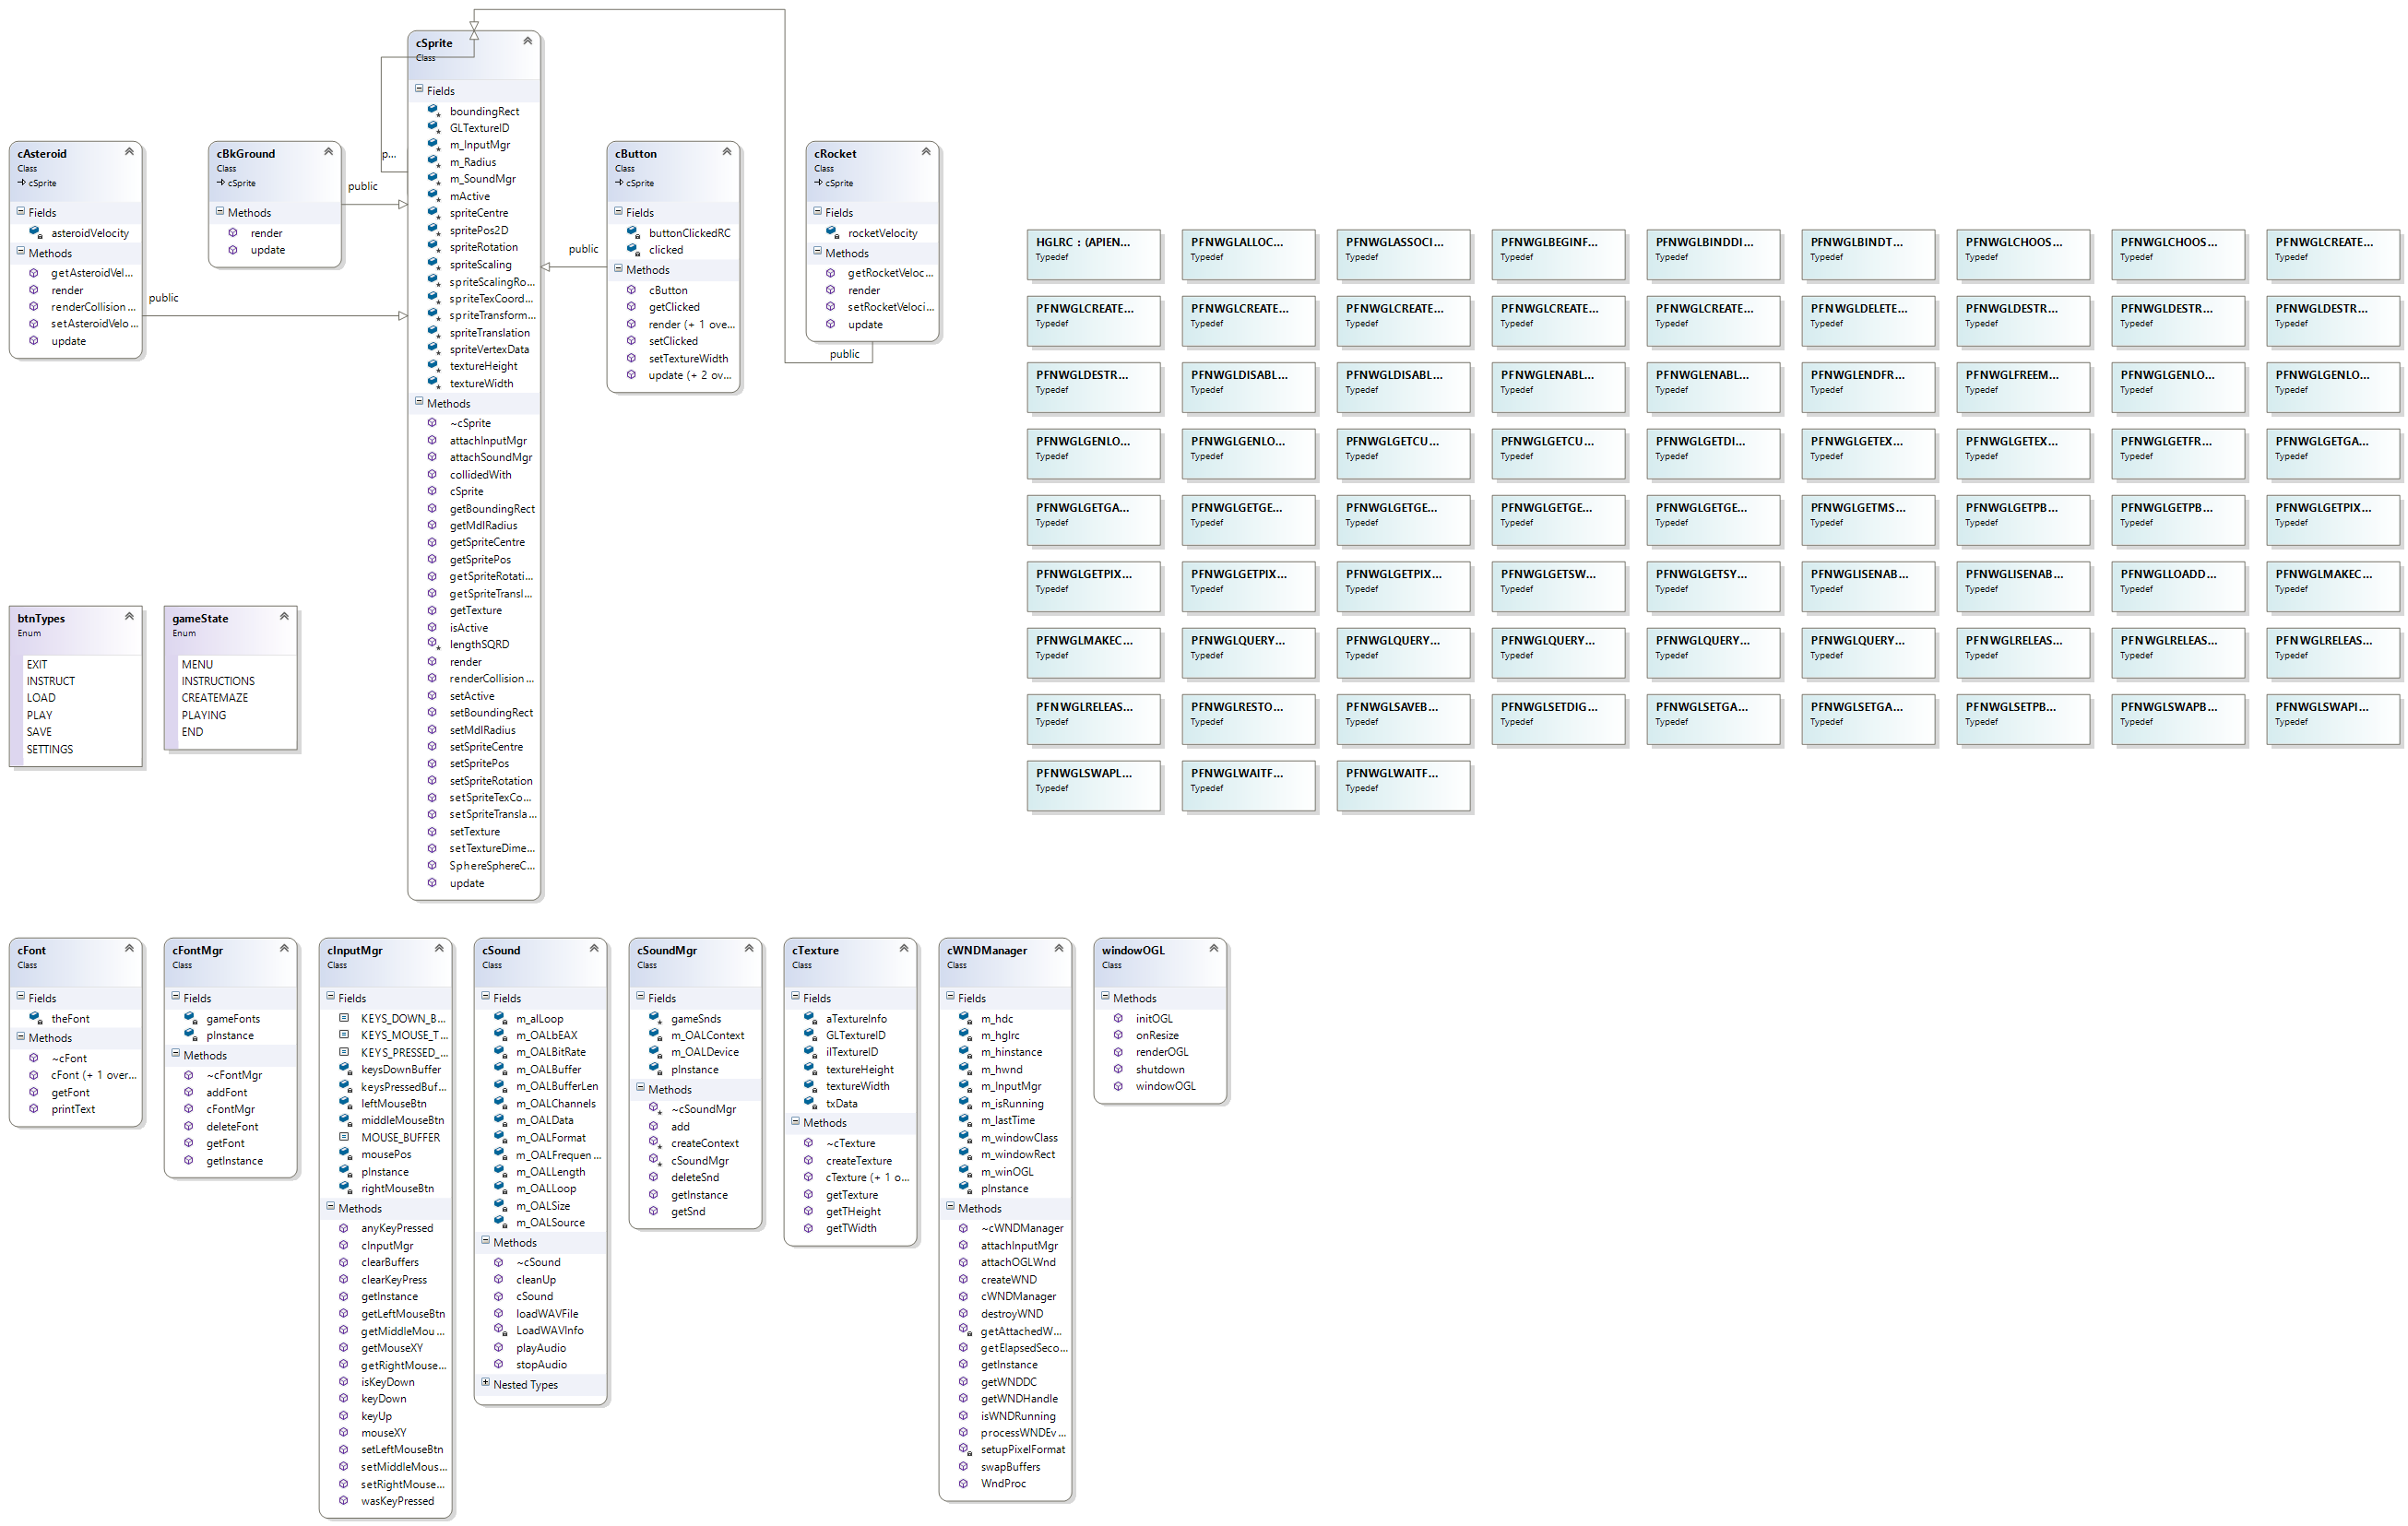 cSprite
Class
Fields
boundingRect
GLTextureID
m_InputMgr
m_Radius
m_SoundMgr
mActive
spriteCentre
spritePos2D
spriteRotation
spriteScaling
spriteScalingRo...
spriteTexCoord...
spriteTransform...
spriteTranslation
spriteVertexData
textureHeight
textureWidth
Methods
~cSprite
attachInputMgr
attachSoundMgr
collidedWith
cSprite
getBoundingRect
getMdlRadius
getSpriteCentre
getSpritePos
getSpriteRotati...
getSpriteTransl...
getTexture
isActive
lengthSQRD
render
renderCollision...
setActive
setBoundingRect
setMdlRadius
setSpriteCentre
setSpritePos
setSpriteRotation
setSpriteTexCo...
setSpriteTransla...
setTexture
setTextureDime...
SphereSphereC...
update
p...
cAsteroid
Class
cSprite
Fields
asteroidVelocity
Methods
getAsteroidVel...
render
renderCollision...
setAsteroidVelo...
update
public
cBkGround
Class
cSprite
Methods
render
update
public
cButton
Class
cSprite
Fields
buttonClickedRC
clicked
Methods
cButton
getClicked
render (+ 1 ove...
setClicked
setTextureWidth
update (+ 2 ov...
public
cRocket
Class
cSprite
Fields
rocketVelocity
Methods
getRocketVeloc...
render
setRocketVeloci...
update
public
HGLRC : (APIEN...
Typedef
PFNWGLALLOC...
Typedef
PFNWGLASSOCI...
Typedef
PFNWGLBEGINF...
Typedef
PFNWGLBINDDI...
Typedef
PFNWGLBINDT...
Typedef
PFNWGLCHOOS...
Typedef
PFNWGLCHOOS...
Typedef
PFNWGLCREATE...
Typedef
PFNWGLCREATE...
Typedef
PFNWGLCREATE...
Typedef
PFNWGLCREATE...
Typedef
PFNWGLCREATE...
Typedef
PFNWGLCREATE...
Typedef
PFNWGLDELETE...
Typedef
PFNWGLDESTR...
Typedef
PFNWGLDESTR...
Typedef
PFNWGLDESTR...
Typedef
PFNWGLDESTR...
Typedef
PFNWGLDISABL...
Typedef
PFNWGLDISABL...
Typedef
PFNWGLENABL...
Typedef
PFNWGLENABL...
Typedef
PFNWGLENDFR...
Typedef
PFNWGLFREEM...
Typedef
PFNWGLGENLO...
Typedef
PFNWGLGENLO...
Typedef
PFNWGLGENLO...
Typedef
PFNWGLGENLO...
Typedef
PFNWGLGETCU...
Typedef
PFNWGLGETCU...
Typedef
PFNWGLGETDI...
Typedef
PFNWGLGETEX...
Typedef
PFNWGLGETEX...
Typedef
PFNWGLGETFR...
Typedef
PFNWGLGETGA...
Typedef
PFNWGLGETGA...
Typedef
PFNWGLGETGE...
Typedef
PFNWGLGETGE...
Typedef
PFNWGLGETGE...
Typedef
PFNWGLGETGE...
Typedef
PFNWGLGETMS...
Typedef
PFNWGLGETPB...
Typedef
PFNWGLGETPB...
Typedef
PFNWGLGETPIX...
Typedef
PFNWGLGETPIX...
Typedef
PFNWGLGETPIX...
Typedef
PFNWGLGETPIX...
Typedef
PFNWGLGETSW...
Typedef
PFNWGLGETSY...
Typedef
PFNWGLISENAB...
Typedef
PFNWGLISENAB...
Typedef
PFNWGLLOADD...
Typedef
PFNWGLMAKEC...
Typedef
PFNWGLMAKEC...
Typedef
PFNWGLQUERY...
Typedef
PFNWGLQUERY...
Typedef
PFNWGLQUERY...
Typedef
PFNWGLQUERY...
Typedef
PFNWGLQUERY...
Typedef
PFNWGLRELEAS...
Typedef
PFNWGLRELEAS...
Typedef
PFNWGLRELEAS...
Typedef
PFNWGLRELEAS...
Typedef
PFNWGLRESTO...
Typedef
PFNWGLSAVEB...
Typedef
PFNWGLSETDIG...
Typedef
PFNWGLSETGA...
Typedef
PFNWGLSETGA...
Typedef
PFNWGLSETPB...
Typedef
PFNWGLSWAPB...
Typedef
PFNWGLSWAPI...
Typedef
PFNWGLSWAPL...
Typedef
PFNWGLWAITF...
Typedef
PFNWGLWAITF...
Typedef
btnTypes
Enum
EXIT
INSTRUCT
LOAD
PLAY
SAVE
SETTINGS
gameState
Enum
MENU
INSTRUCTIONS
CREATEMAZE
PLAYING
END
cFont
Class
Fields
theFont
Methods
~cFont
cFont (+ 1 over...
getFont
printText
cFontMgr
Class
Fields
gameFonts
pInstance
Methods
~cFontMgr
addFont
cFontMgr
deleteFont
getFont
getInstance
cInputMgr
Class
Fields
KEYS_DOWN_B...
KEYS_MOUSE_T...
KEYS_PRESSED_...
keysDownBuffer
keysPressedBuf...
leftMouseBtn
middleMouseBtn
MOUSE_BUFFER
mousePos
pInstance
rightMouseBtn
Methods
anyKeyPressed
cInputMgr
clearBuffers
clearKeyPress
getInstance
getLeftMouseBtn
getMiddleMou...
getMouseXY
getRightMouse...
isKeyDown
keyDown
keyUp
mouseXY
setLeftMouseBtn
setMiddleMous...
setRightMouse...
wasKeyPressed
cSound
Class
Fields
m_alLoop
m_OALbEAX
m_OALBitRate
m_OALBuffer
m_OALBufferLen
m_OALChannels
m_OALData
m_OALFormat
m_OALFrequen...
m_OALLength
m_OALLoop
m_OALSize
m_OALSource
Methods
~cSound
cleanUp
cSound
loadWAVFile
LoadWAVInfo
playAudio
stopAudio
Nested Types
cSoundMgr
Class
Fields
gameSnds
m_OALContext
m_OALDevice
pInstance
Methods
~cSoundMgr
add
createContext
cSoundMgr
deleteSnd
getInstance
getSnd
cTexture
Class
Fields
aTextureInfo
GLTextureID
ilTextureID
textureHeight
textureWidth
txData
Methods
~cTexture
createTexture
cTexture (+ 1 o...
getTexture
getTHeight
getTWidth
cWNDManager
Class
Fields
m_hdc
m_hglrc
m_hinstance
m_hwnd
m_InputMgr
m_isRunning
m_lastTime
m_windowClass
m_windowRect
m_winOGL
pInstance
Methods
~cWNDManager
attachInputMgr
attachOGLWnd
createWND
cWNDManager
destroyWND
getAttachedW...
getElapsedSeco...
getInstance
getWNDDC
getWNDHandle
isWNDRunning
processWNDEv...
setupPixelFormat
swapBuffers
WndProc
windowOGL
Class
Methods
initOGL
onResize
renderOGL
shutdown
windowOGL